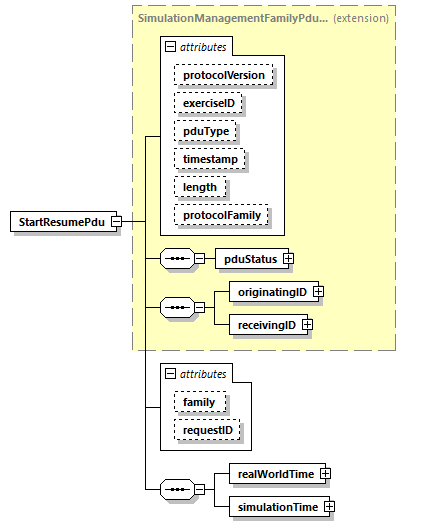 SimulationManagementFamilyPdu... (extension)
attributes
protocolVersion
exerciseID
pduType
timestamp
length
protocolFamily
StartResumePdu
pduStatus
originatingID
receivingID
attributes
family
requestID
realWorldTime
simulationTime